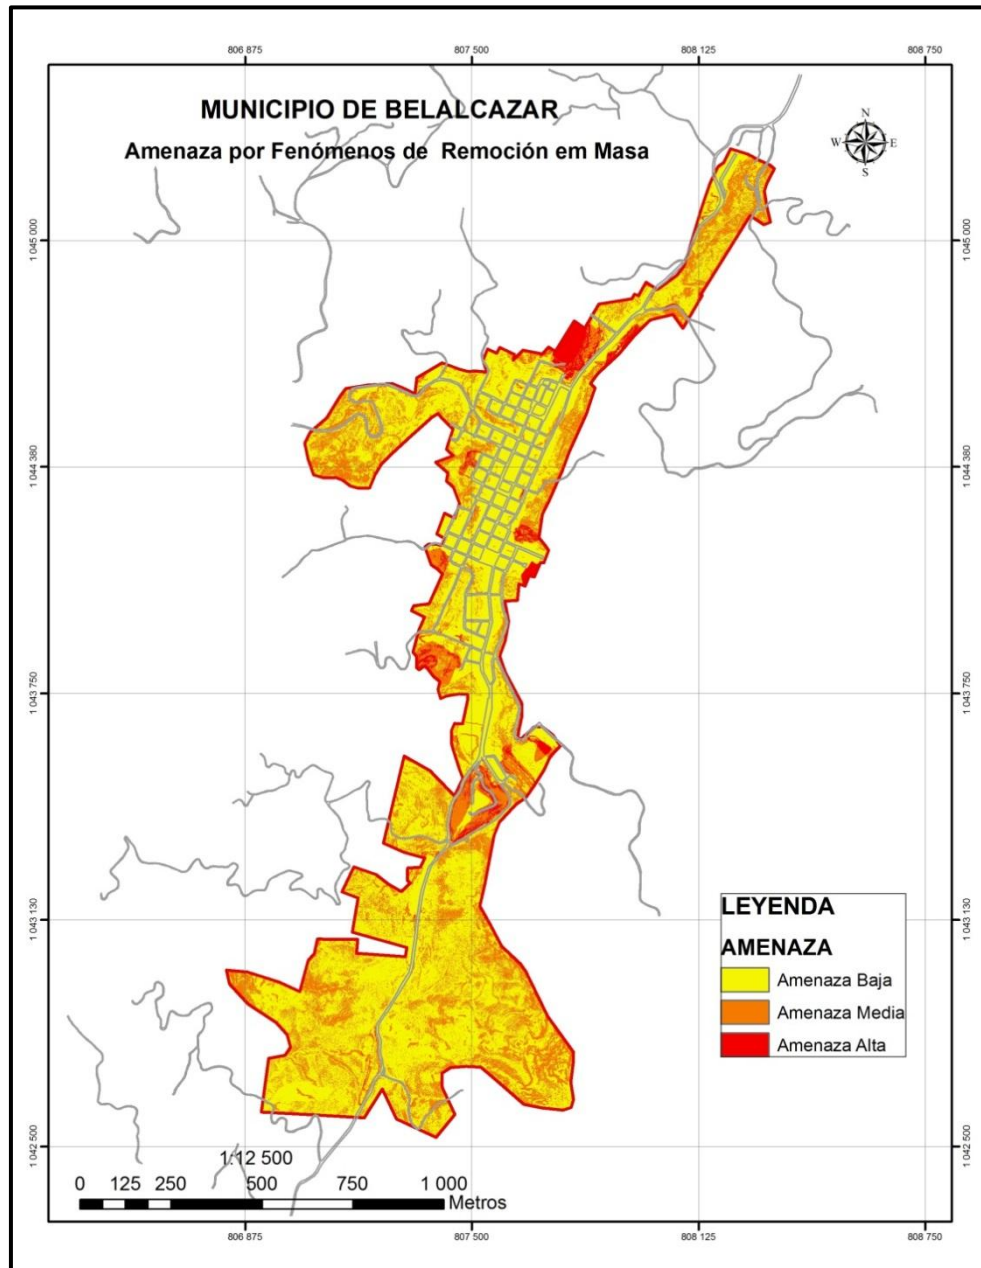 806 875
807 500
808 125
808 750
MUNICIPIO DE BELALCAZAR
Amenaza por Fenómenos de Remoción em Masa
N
W
E
S
1 045 000
1 045 000
1 044 380
1 044 380
1 043 750
1 043 750
1 043 130
1 043 130
LEYENDA
AMENAZA
Amenaza Baja
Amenaza Media
Amenaza Alta
1 042 500
1 042 500
1:12 500
0 125 250 500 750 1 000
Metros
806 875
807 500
808 125
808 750